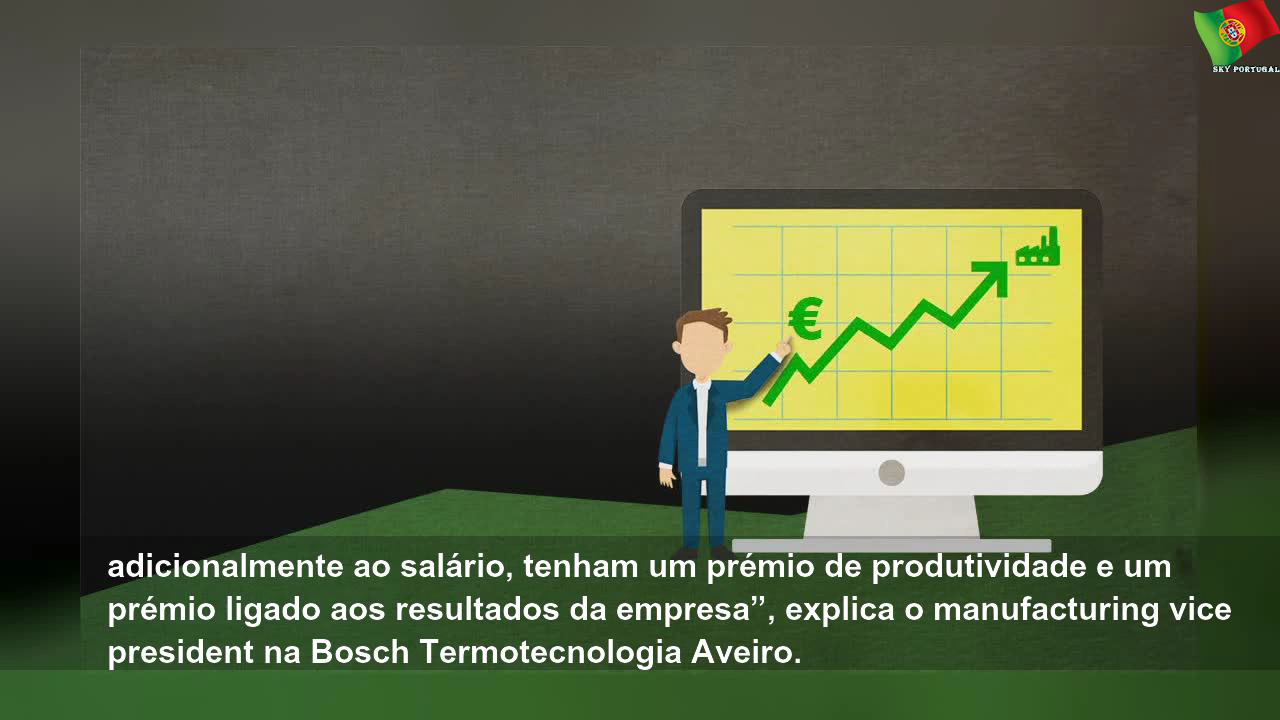 SKY PORTUGAL
€
adicionalmente ao salário, tenham um prémio de produtividade e um
prémio ligado aos resultados da empresa”, explica o manufacturing vice
president na Bosch Termotecnologia Aveiro.